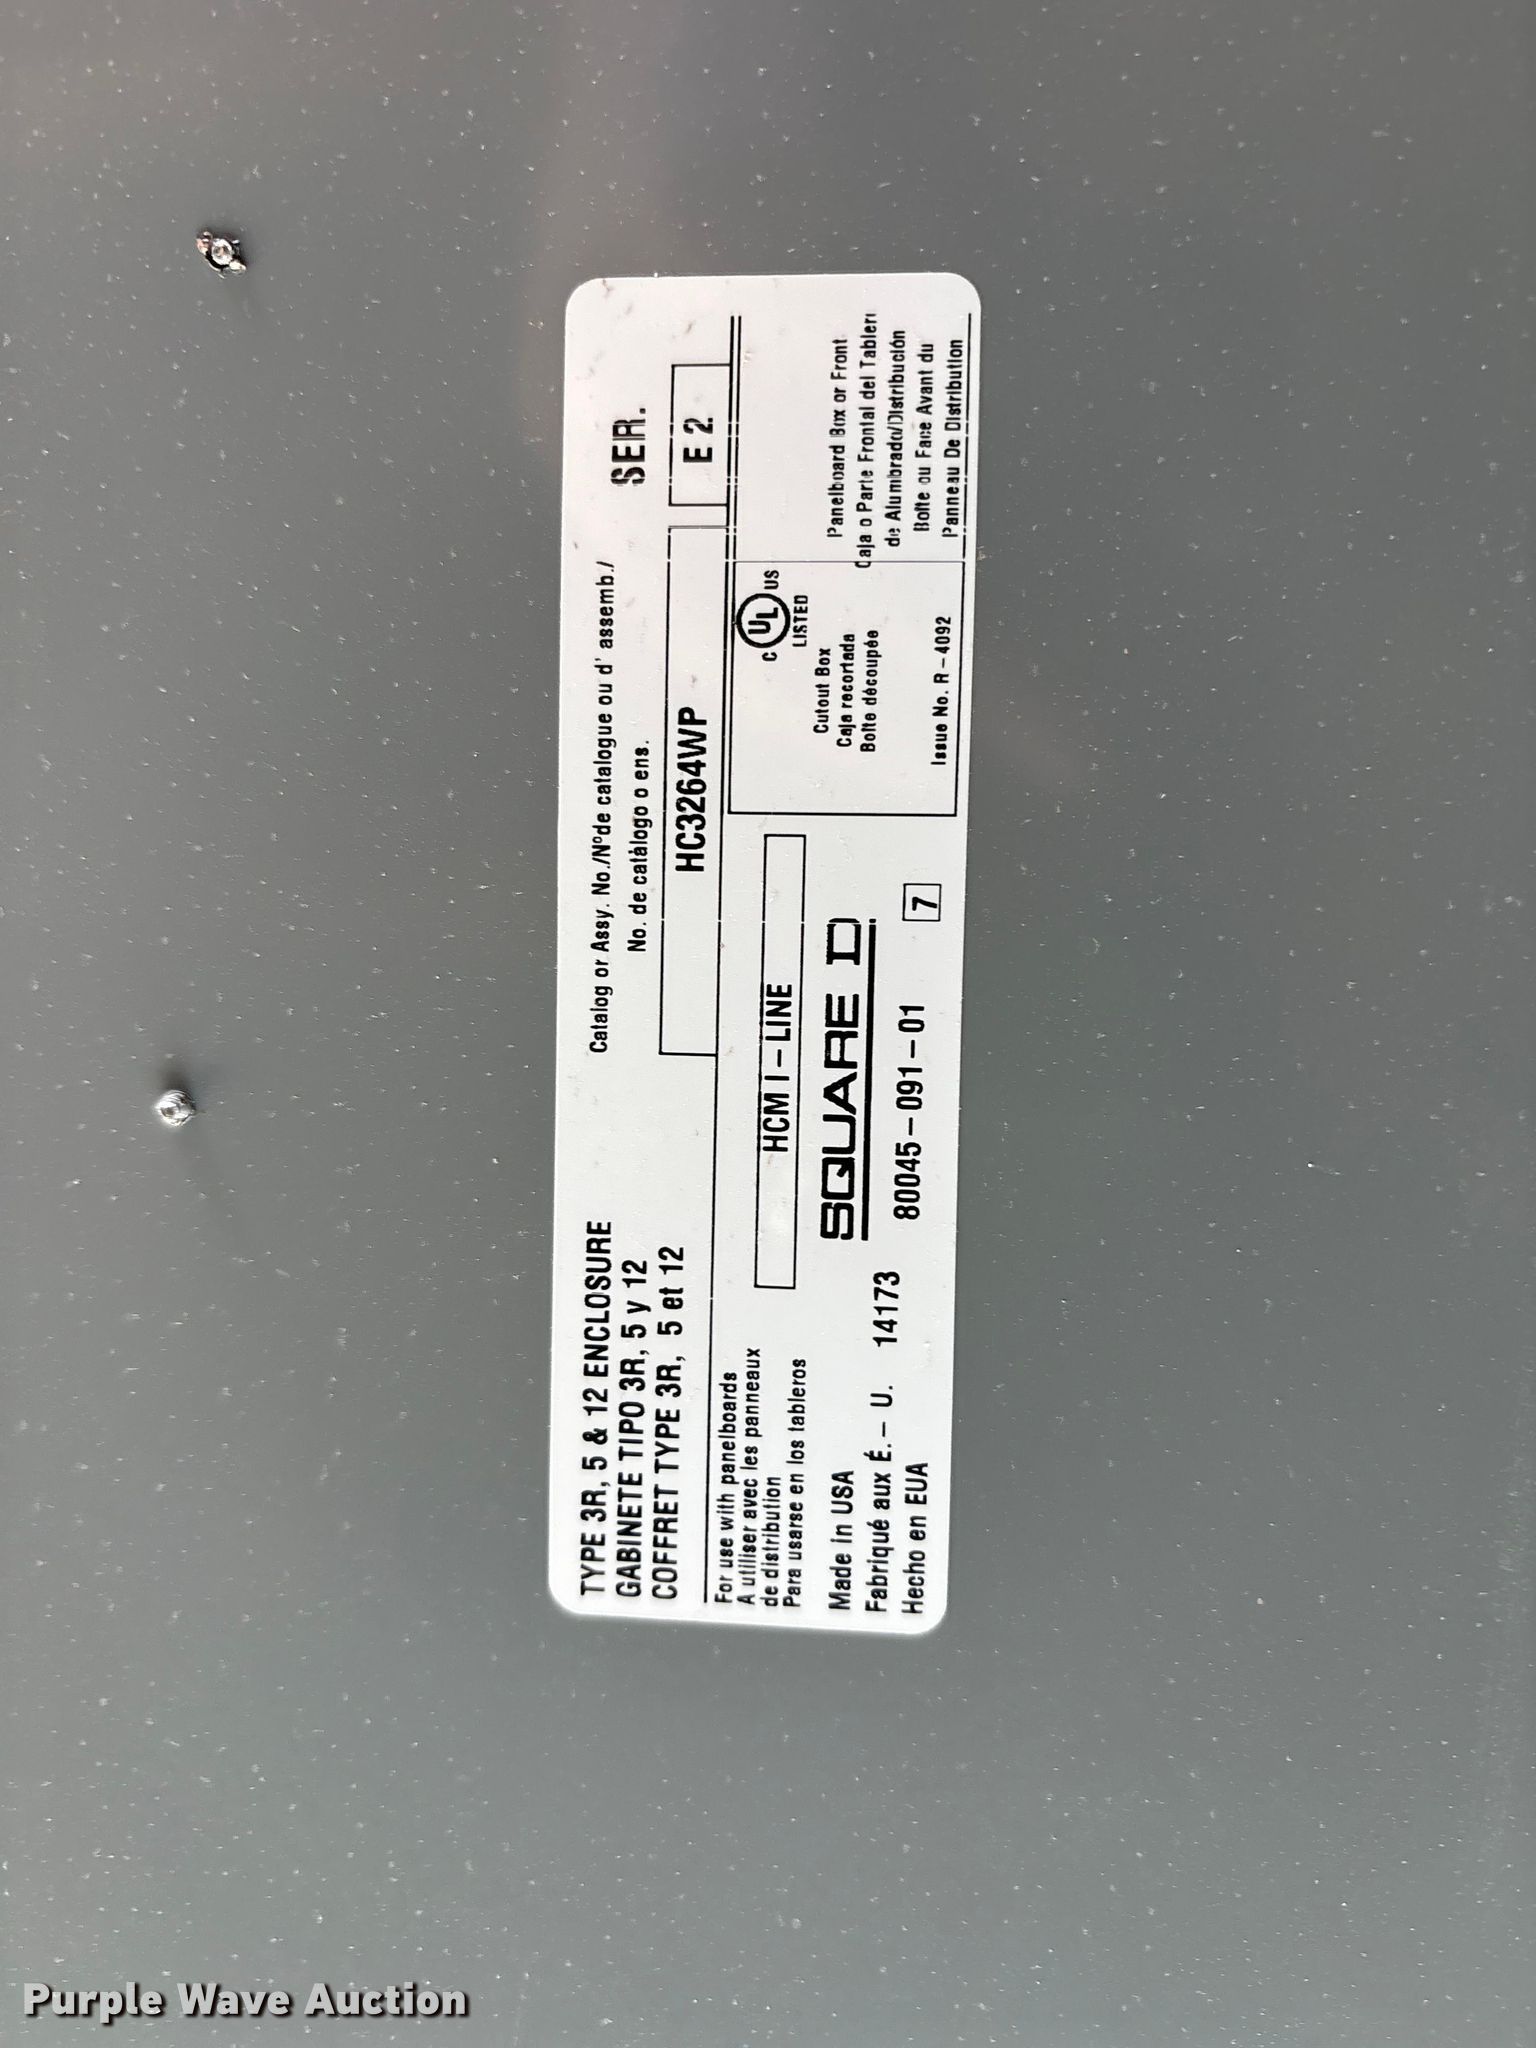 TYPE 3R, 5 & 12 ENCLOSURE
GABINETE TIPO 3R, 5 y 12
COFFRET TYPE 3R, 5 et 12
Catalog or Assy. No./Nºde catalogue ou d' assemb./
No. de catálogo o ens.
SER.
HC3264WP
E 2
For use with panelboards
A utiliser avec les panneaux
de distribution
Para usarse en los tableros
HCM I-LINE
Made in USA
Fabriqué aux É.-U.
Hecho en EUA
14173
SQUARE D
80045-091-01
7
C UL US
LISTED
Cutout Box
Caja recortada
Boîte découpée
Issue No. R-4092
Panelboard Box or Front
Caja o Parte Frontal del Tablero
de Alumbrado/Distribución
Boîte ou Face Avant du
Panneau De Distribution
Purple Wave Auction